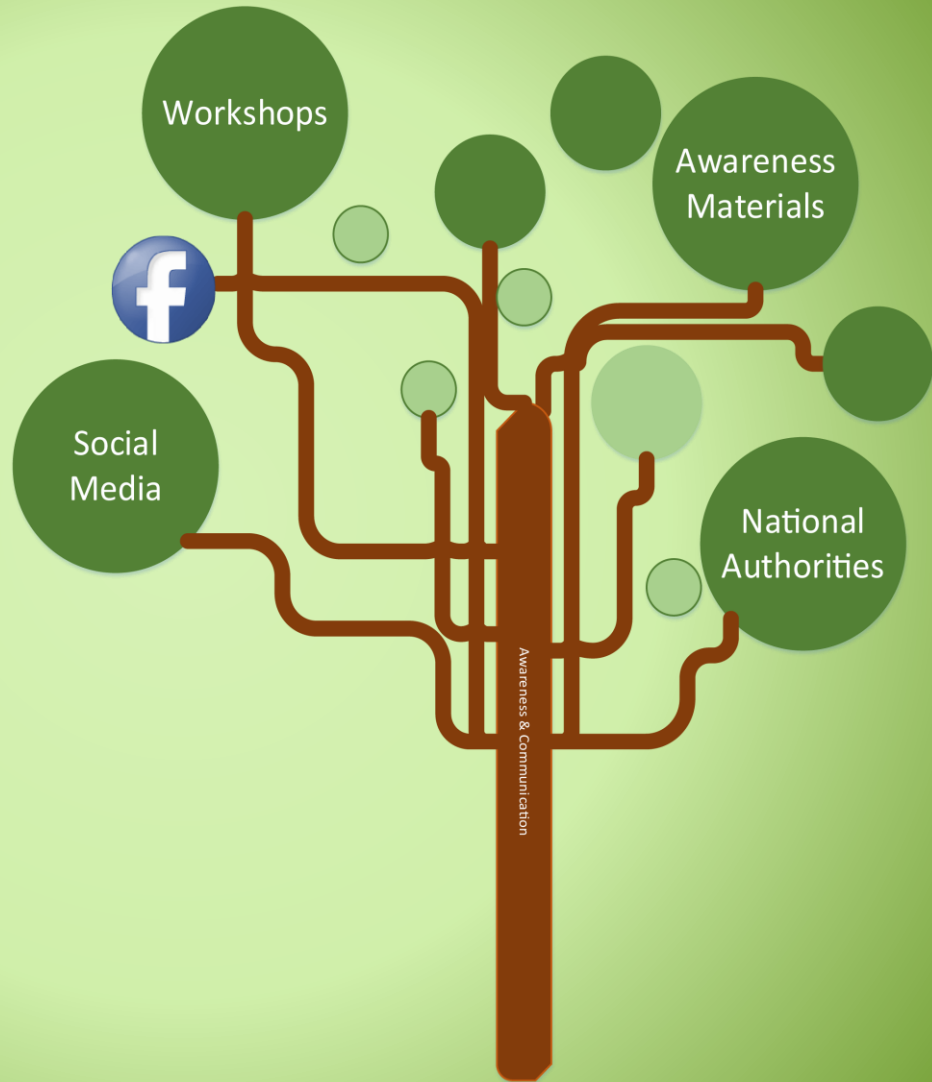 Workshops
Awareness
Materials
f
Social
Media
National
Authorities
Awareness & Communication